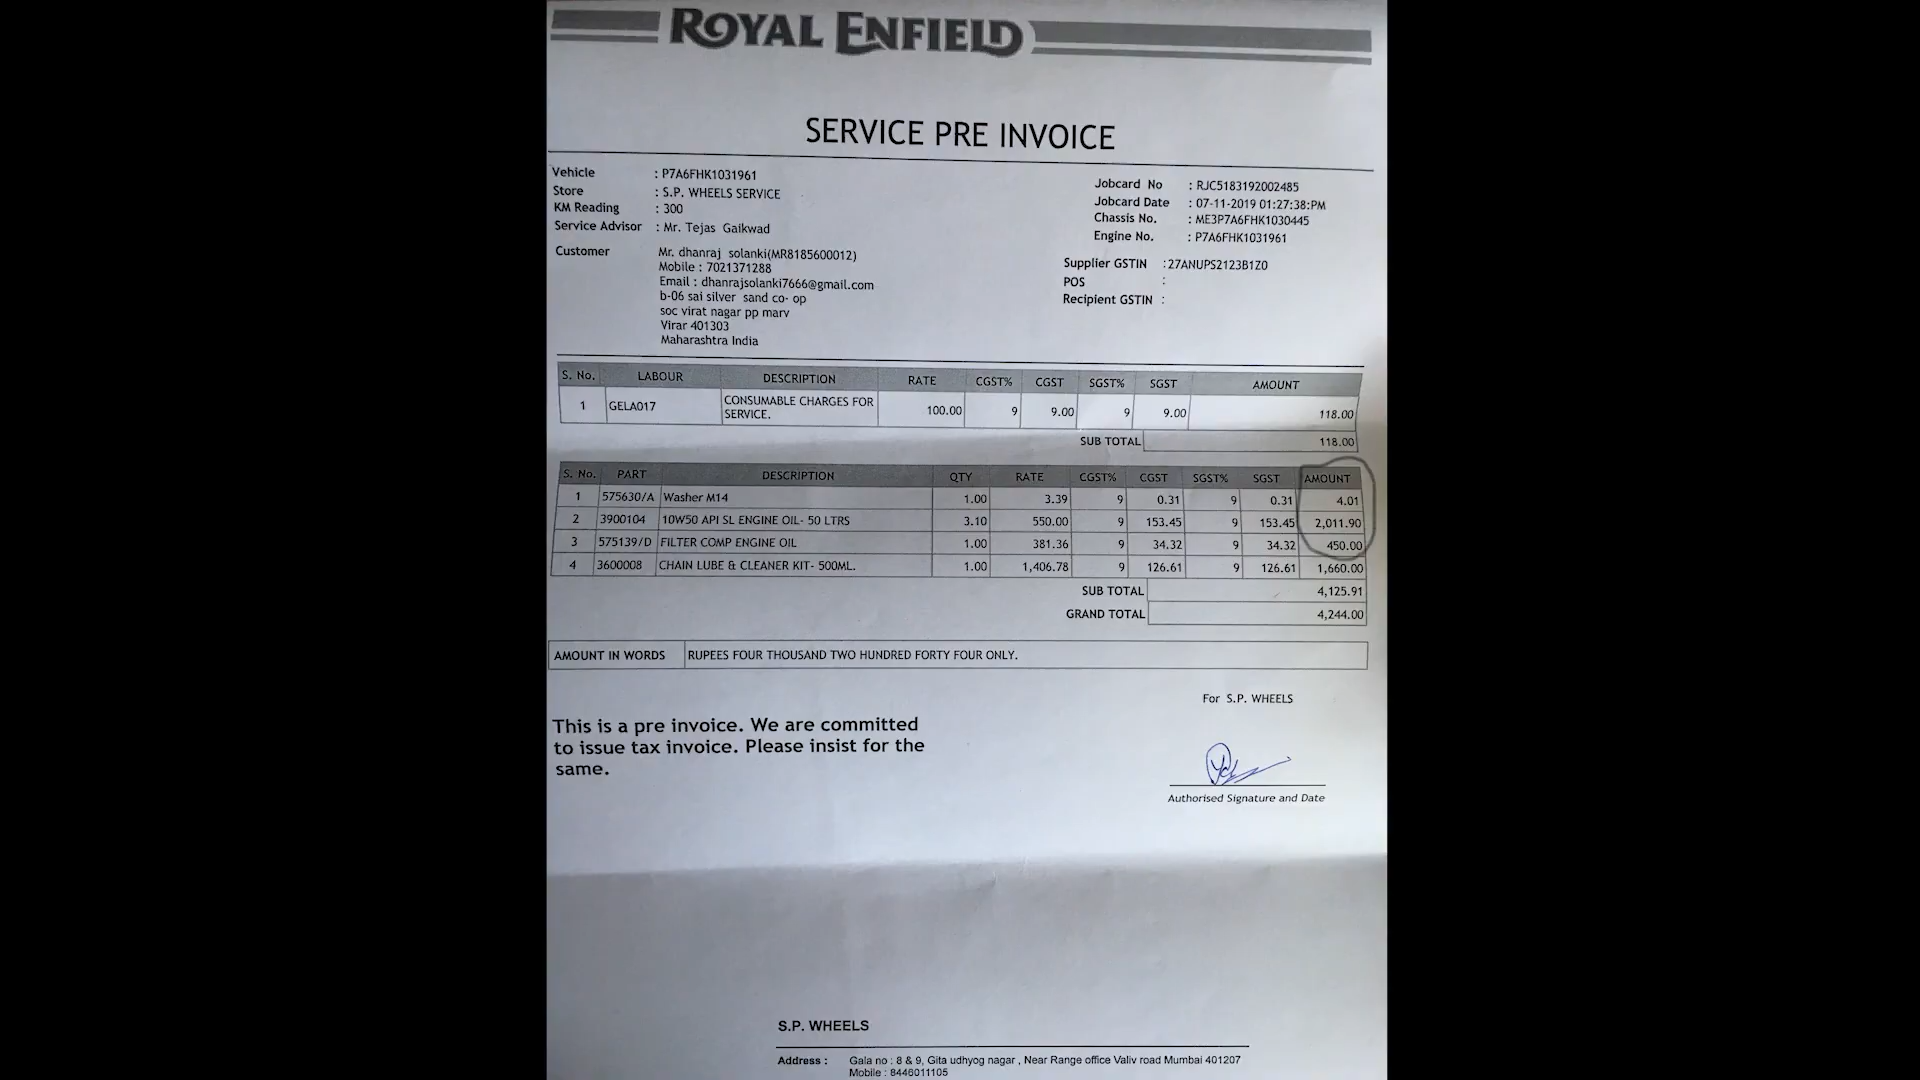 ROYAL ENFIELD
SERVICE PRE INVOICE
Vehicle : P7A6FHK1031961
Store : S.P. WHEELS SERVICE
KM Reading : 300
Service Advisor : Mr. Tejas Gaikwad
Jobcard No : RJC5183192002485
Jobcard Date : 07-11-2019 01:27:38:PM
Chassis No. : ME3P7A6FHK1030445
Engine No. : P7A6FHK1031961
Customer Mr. dhanraj solanki(MR8185600012)
Mobile : 7021371288
Email : dhanrajsolanki7666@gmail.com
b-06 sai silver sand co- op
soc virat nagar pp marv
Virar 401303
Maharashtra India
Supplier GSTIN :27ANUPS2123B1Z0
POS :
Recipient GSTIN :
S. No. LABOUR DESCRIPTION RATE CGST% CGST SGST% SGST AMOUNT
1 GELA017 CONSUMABLE CHARGES FOR SERVICE. 100.00 9 9.00 9 9.00 118.00
SUB TOTAL 118.00
S. No. PART DESCRIPTION QTY RATE CGST% CGST SGST% SGST AMOUNT
1 575630/A Washer M14 1.00 3.39 9 0.31 9 0.31 4.01
2 3900104 10W50 API SL ENGINE OIL- 50 LTRS 3.10 550.00 9 153.45 9 153.45 2,011.90
3 575139/D FILTER COMP ENGINE OIL 1.00 381.36 9 34.32 9 34.32 450.00
4 3600008 CHAIN LUBE & CLEANER KIT- 500ML. 1.00 1,406.78 9 126.61 9 126.61 1,660.00
SUB TOTAL 4,125.91
GRAND TOTAL 4,244.00
AMOUNT IN WORDS RUPEES FOUR THOUSAND TWO HUNDRED FORTY FOUR ONLY.
For S.P. WHEELS
This is a pre invoice. We are committed
to issue tax invoice. Please insist for the
same.
Authorised Signature and Date
S.P. WHEELS
Address : Gala no : 8 & 9, Gita udhyog nagar , Near Range office Valiv road Mumbai 401207
Mobile : 8446011105